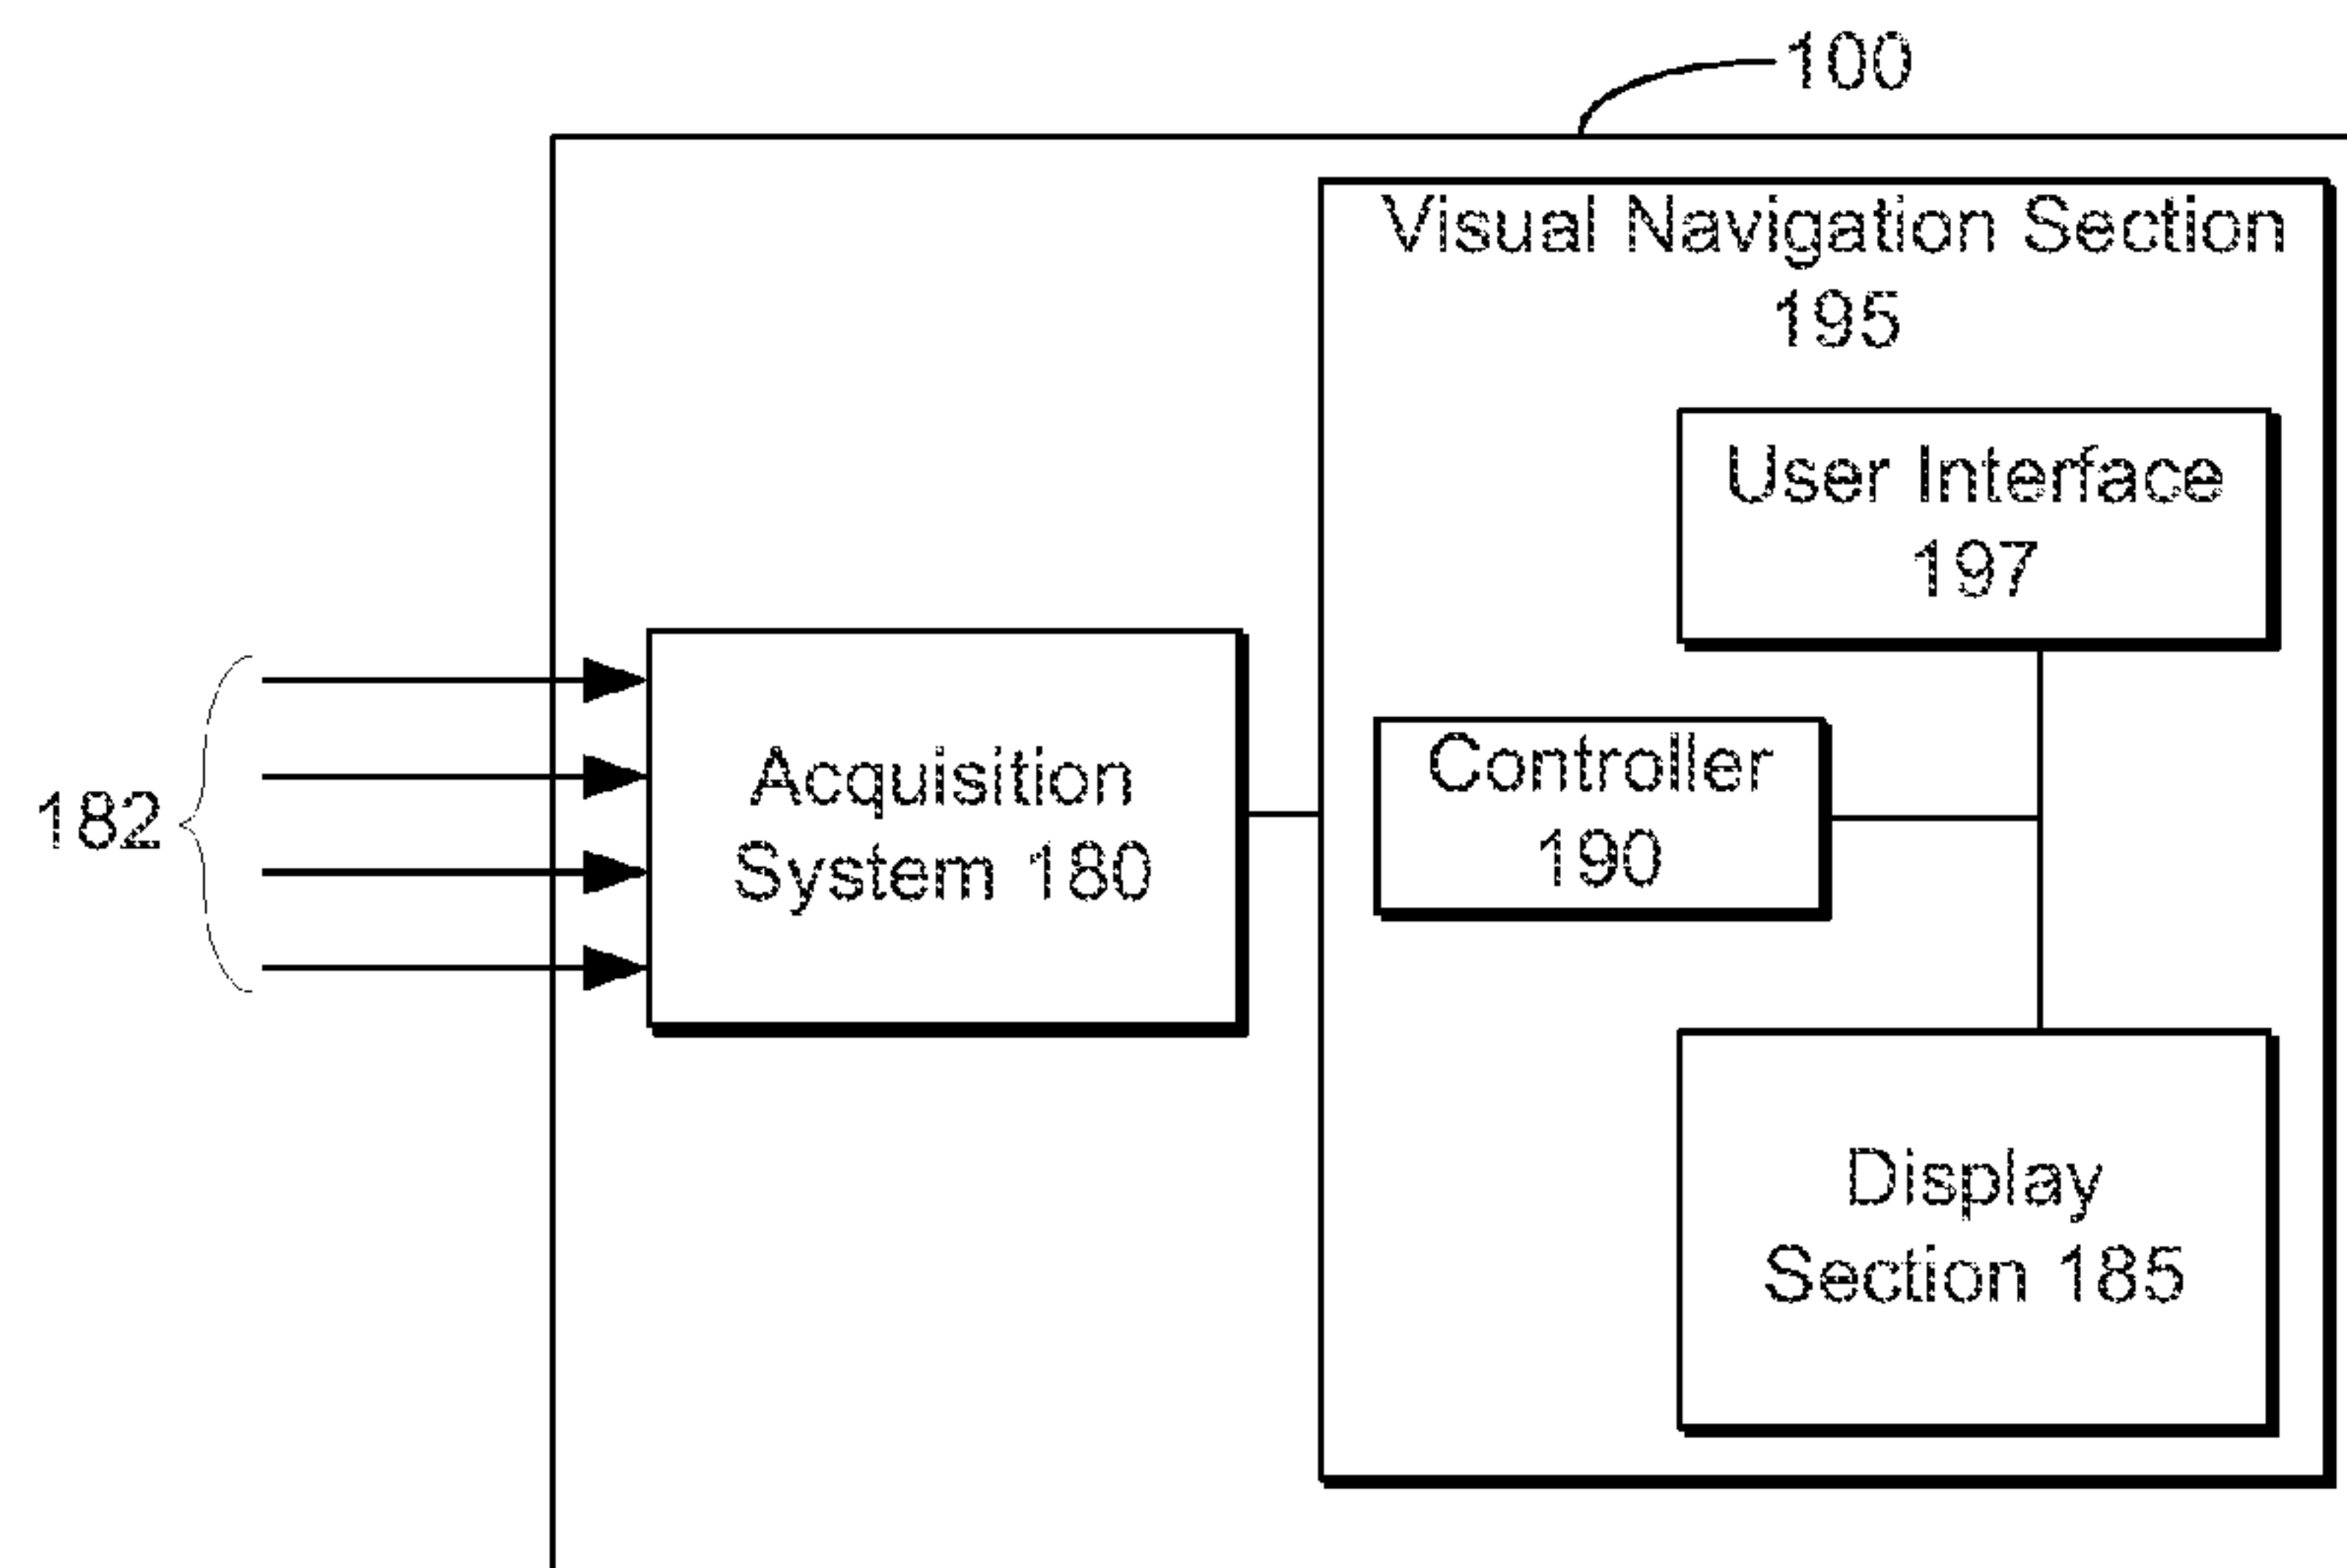 100
Visual Navigation Section
195
User Interface
197
Controller
190
Acquisition
System 180
182
Display
Section 185